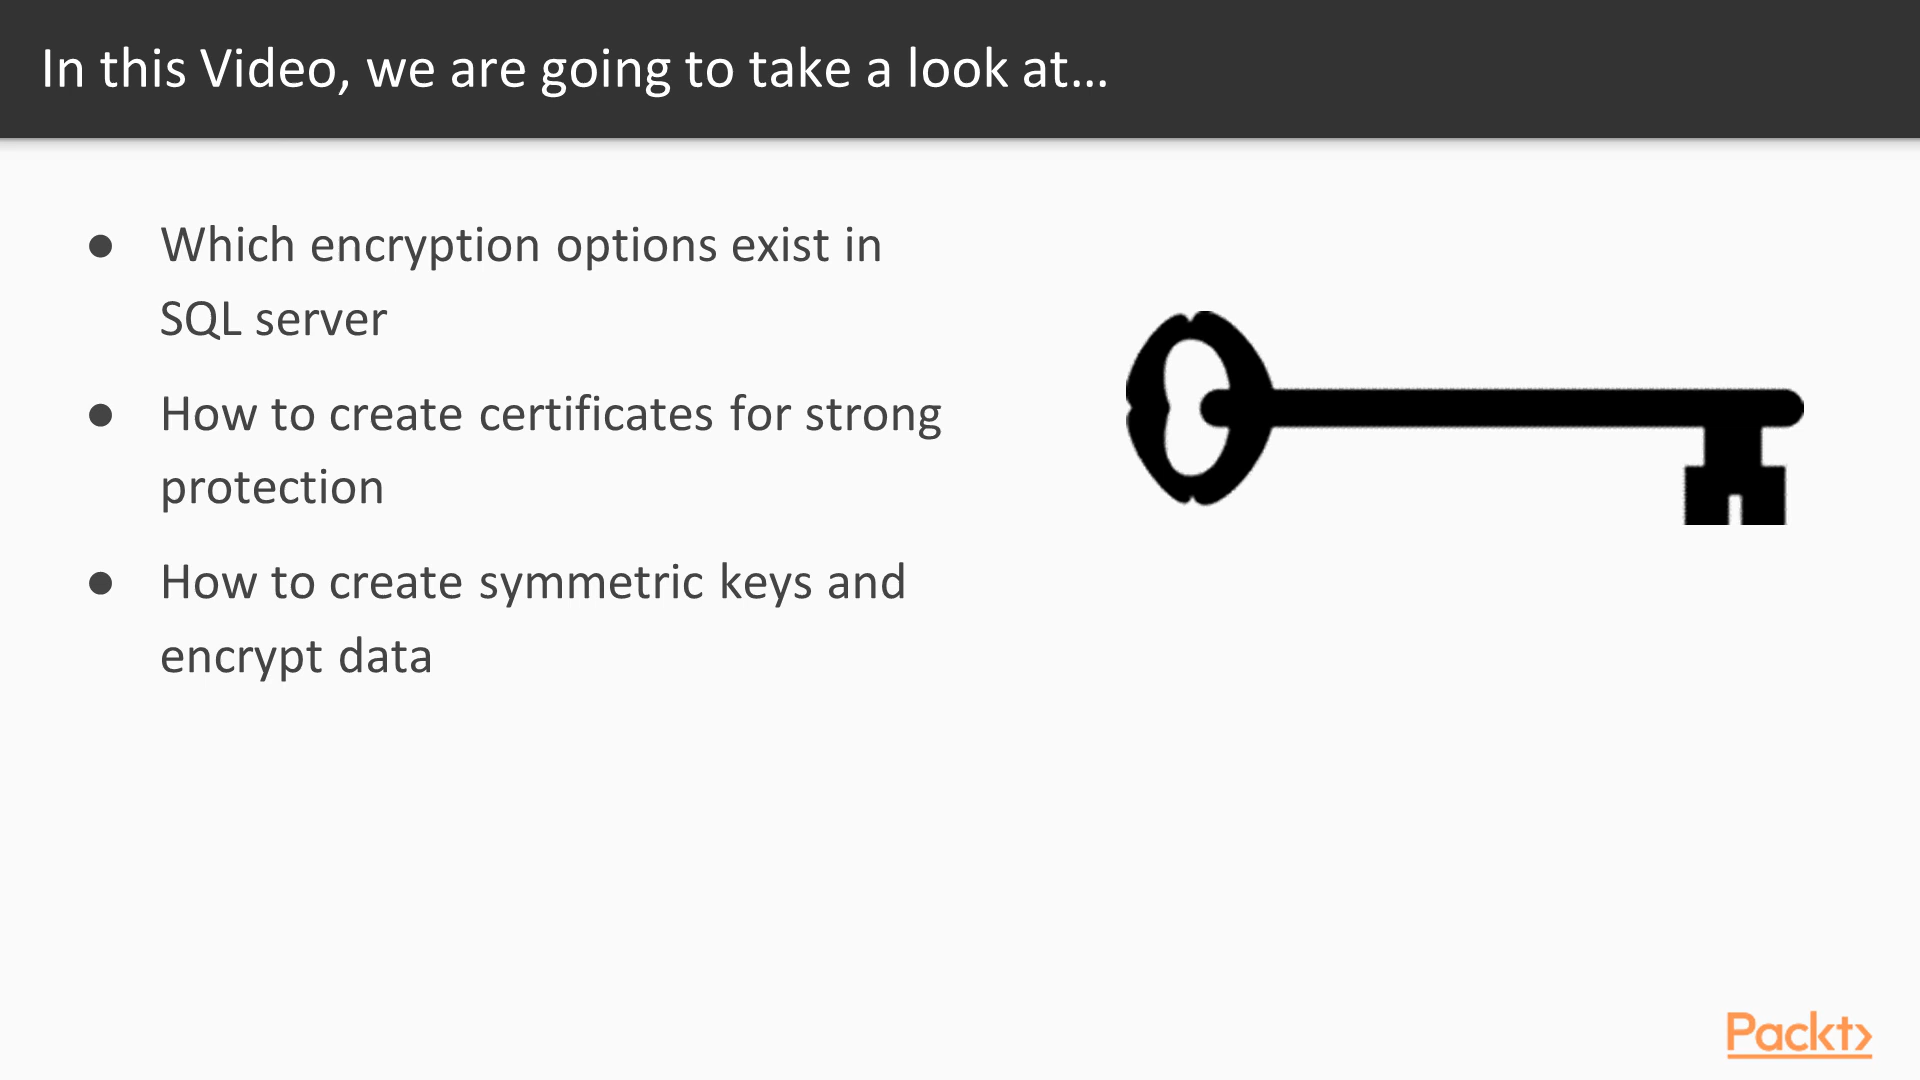 In this Video, we are going to take a look at...
● Which encryption options exist in
SQL server
● How to create certificates for strong
protection
● How to create symmetric keys and
encrypt data
Packt>